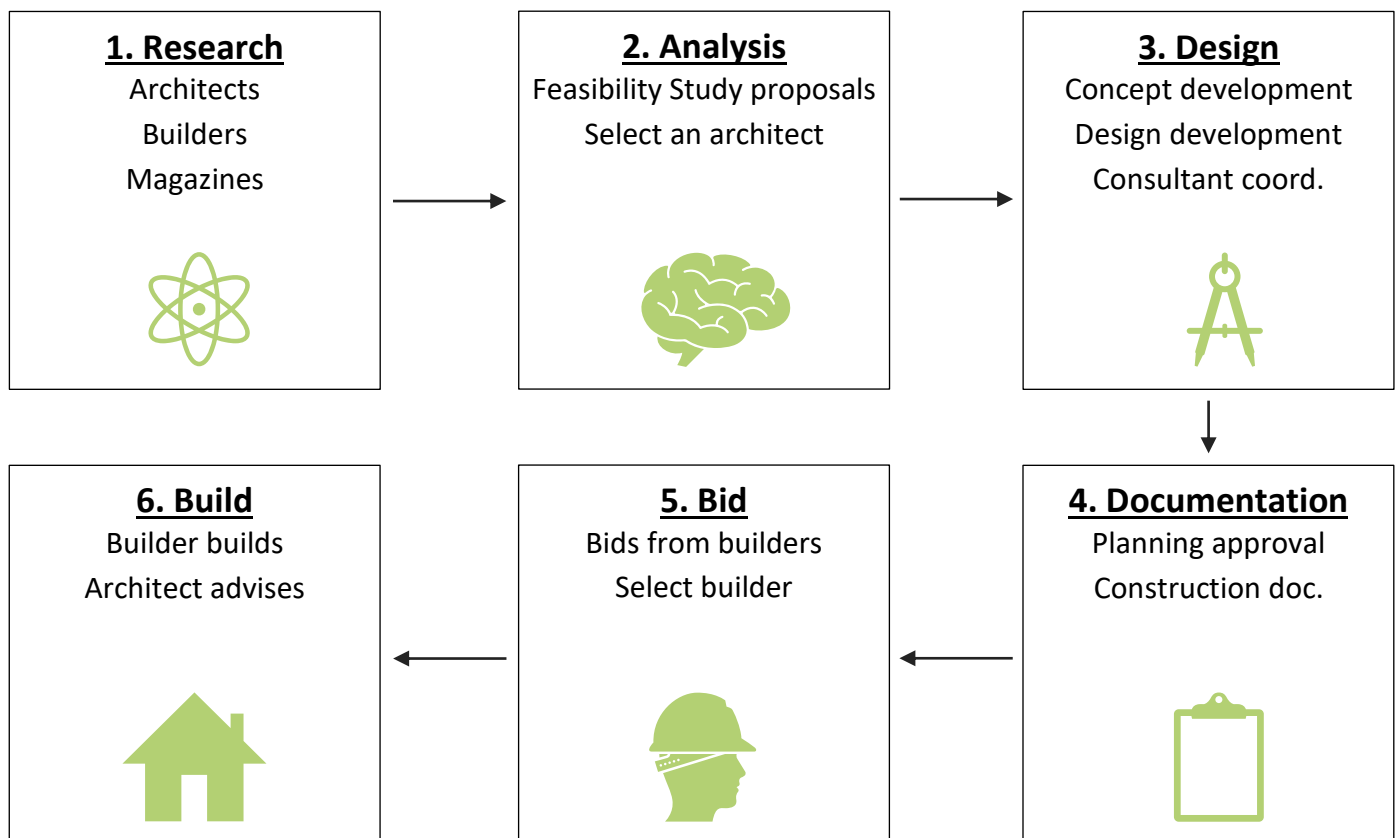 1. Research
Architects
Builders
Magazines
2. Analysis
Feasibility Study proposals
Select an architect
3. Design
Concept development
Design development
Consultant coord.
4. Documentation
Planning approval
Construction doc.
5. Bid
Bids from builders
Select builder
6. Build
Builder builds
Architect advises